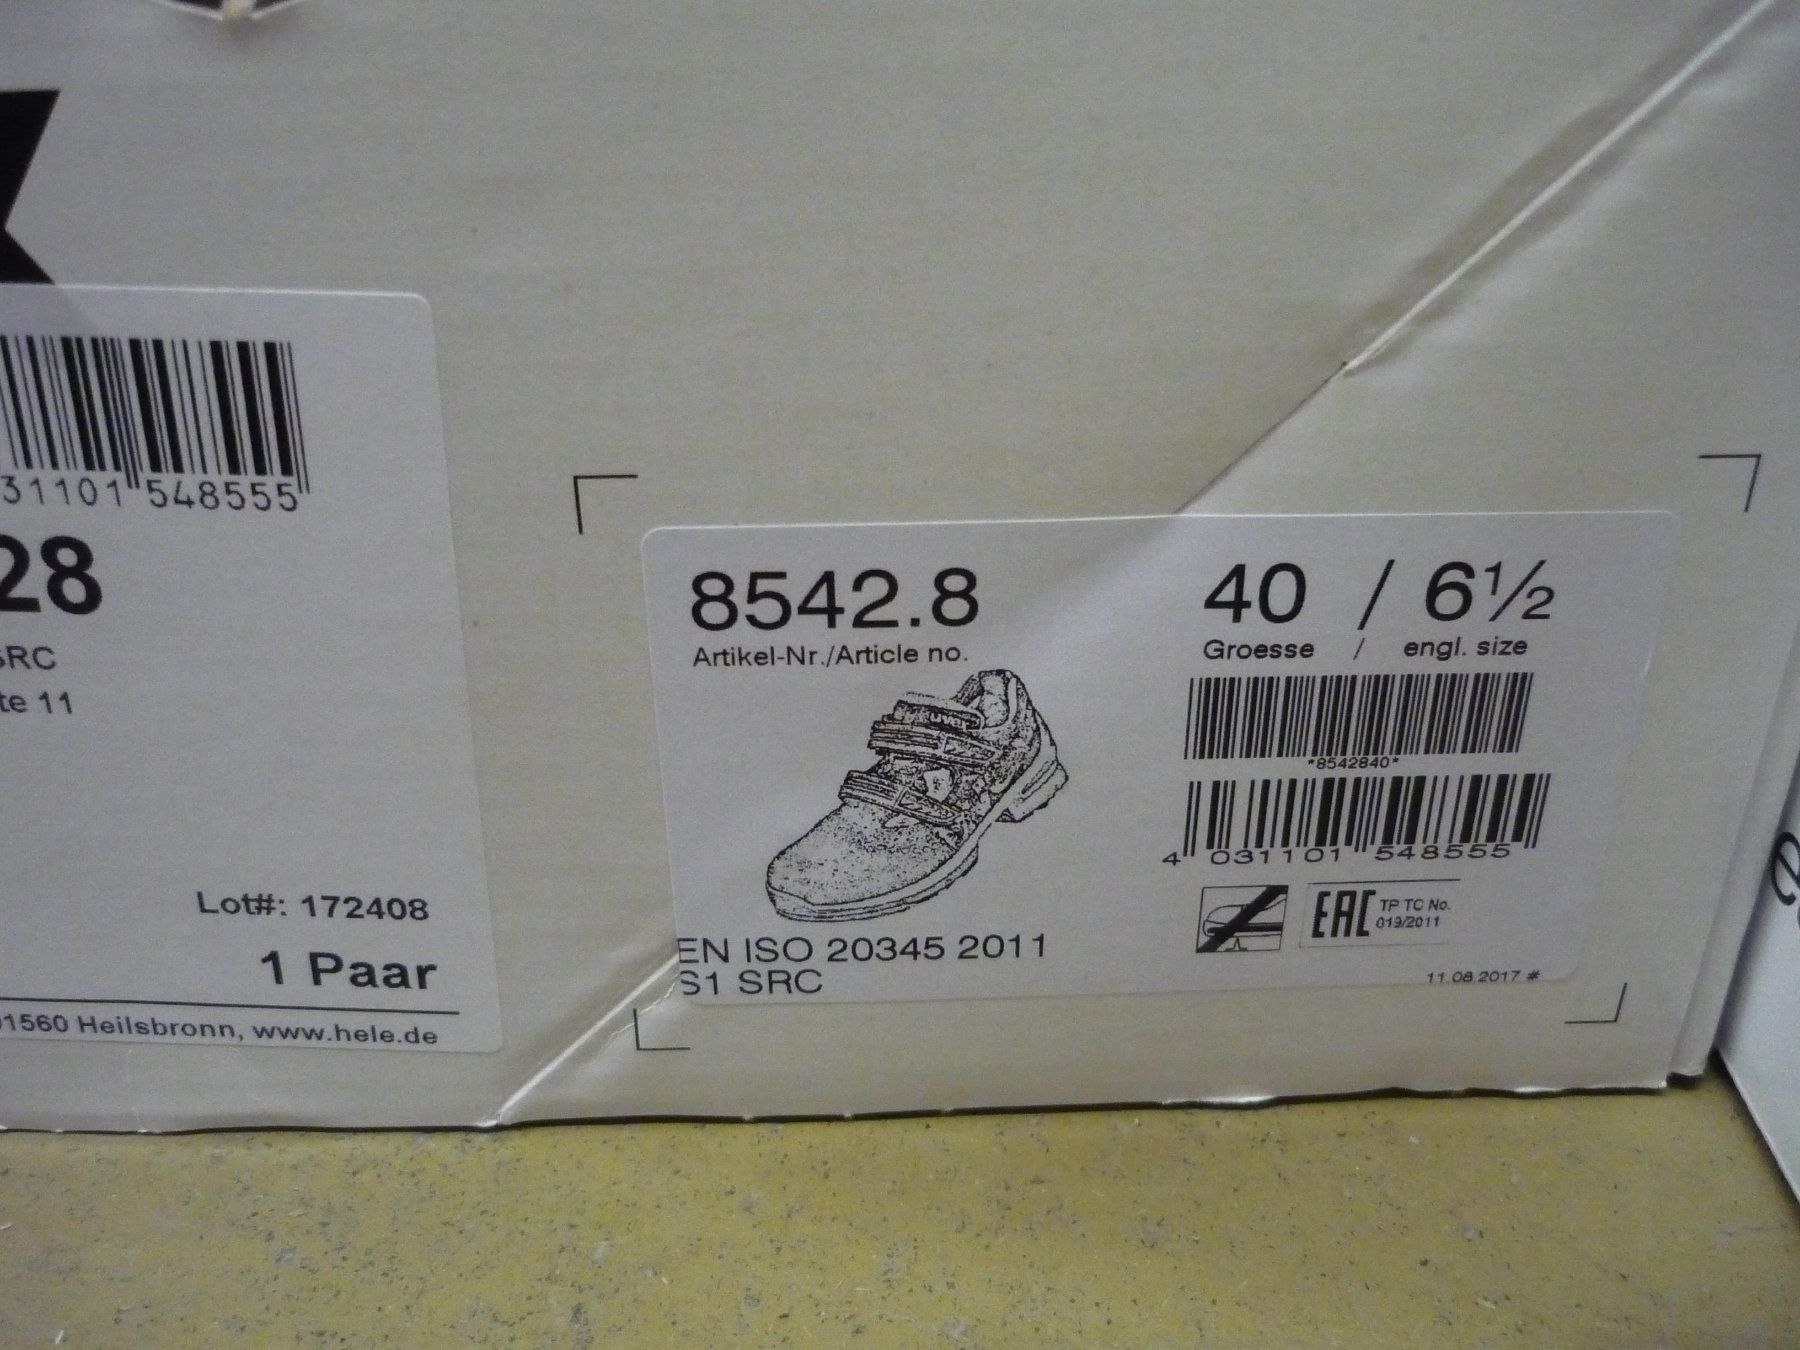 31101 548555
28
SRC
te 11
Lot#: 172408
1 Paar
01560 Heilsbronn, www.hele.de
8542.8
Artikel-Nr./Article no.
40 / 6½
Groesse / engl. size
uvex
*8542840*
4 031101 548555
EAC TP TC No.
019/2011
EN ISO 20345 2011
S1 SRC
11.08.2017 #